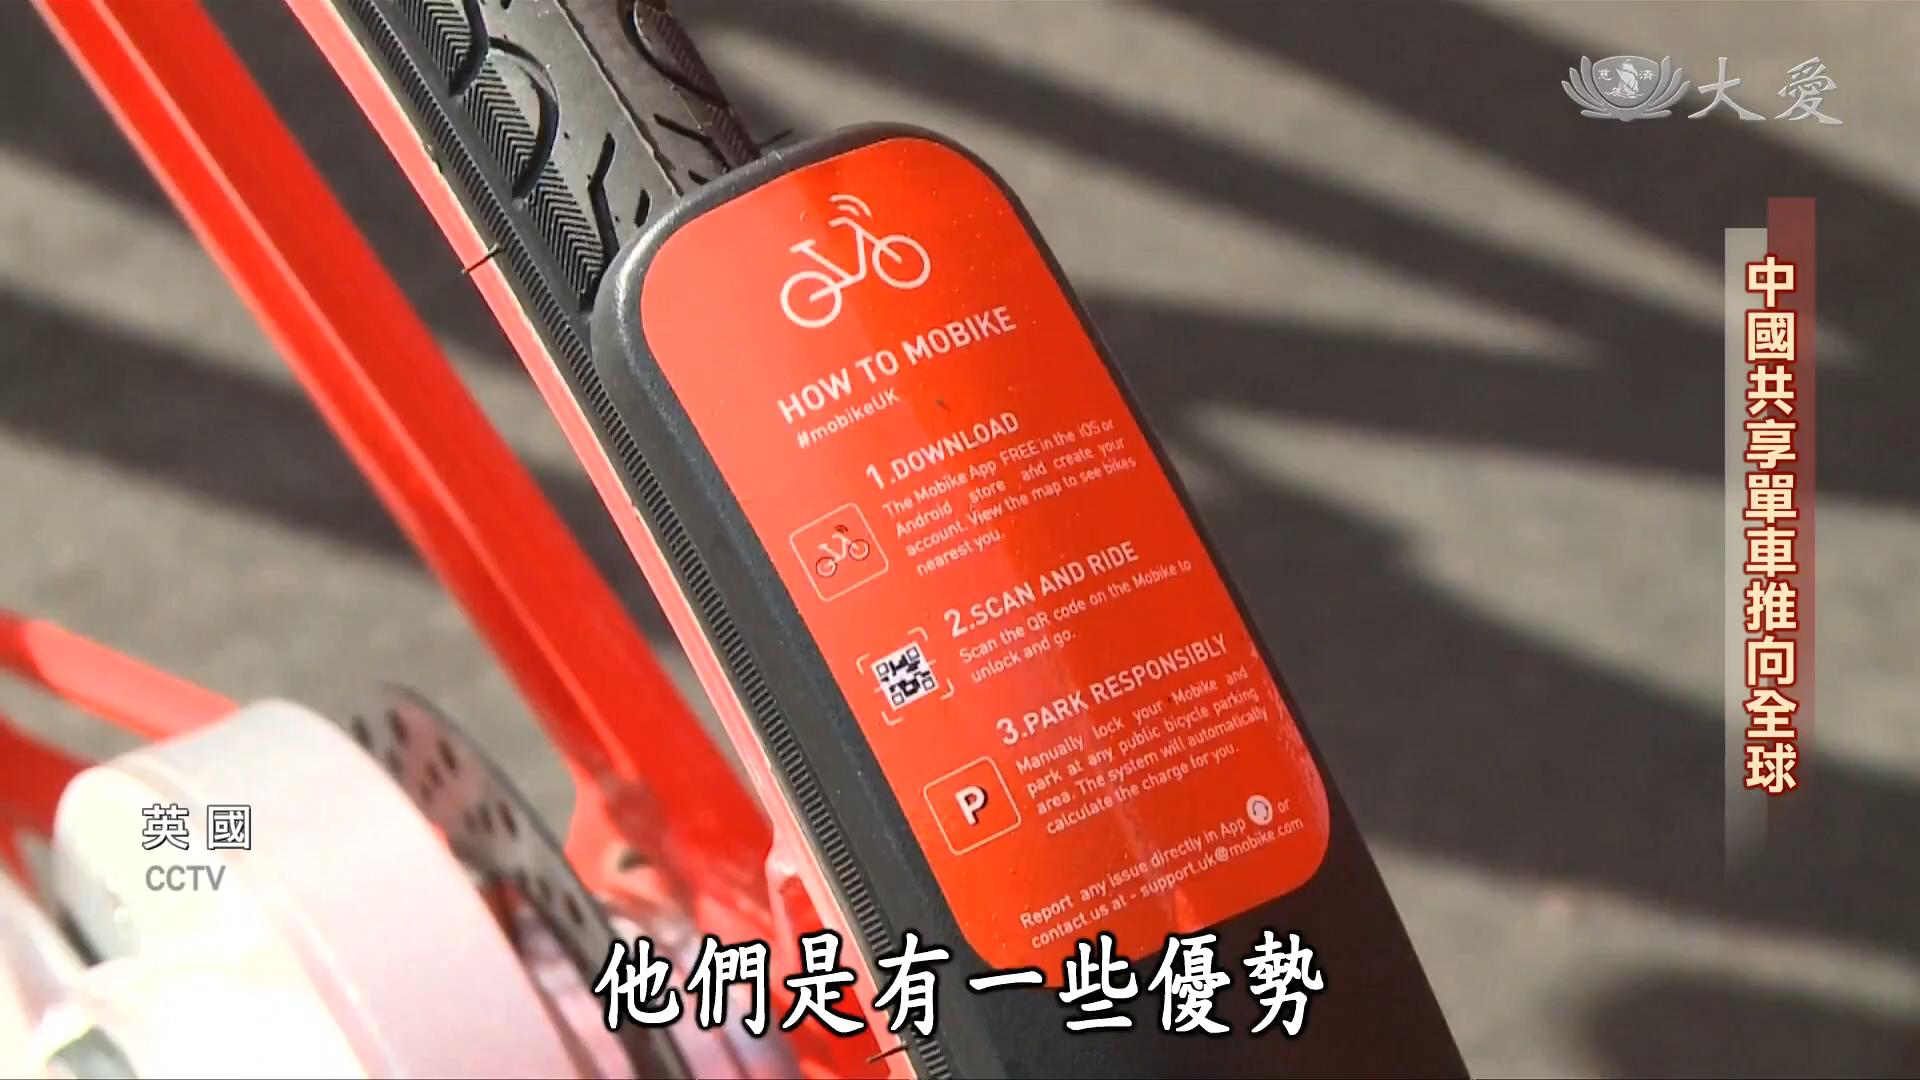 慈濟
大愛
中國共享單車推向全球
HOW TO MOBIKE
#mobikeUK
1.DOWNLOAD
The Mobike App FREE in the iOS or
Android store and create your
account. View the map to see bikes
nearest you.
2.SCAN AND RIDE
Scan the QR code on the Mobike to
unlock and go.
3.PARK RESPONSIBLY
Manually lock your Mobike and
park at any public bicycle parking
area. The system will automatically
calculate the charge for you.
P
Report any issue directly in App or
contact us at - support.uk@mobike.com
英國
CCTV
他們是有一些優勢